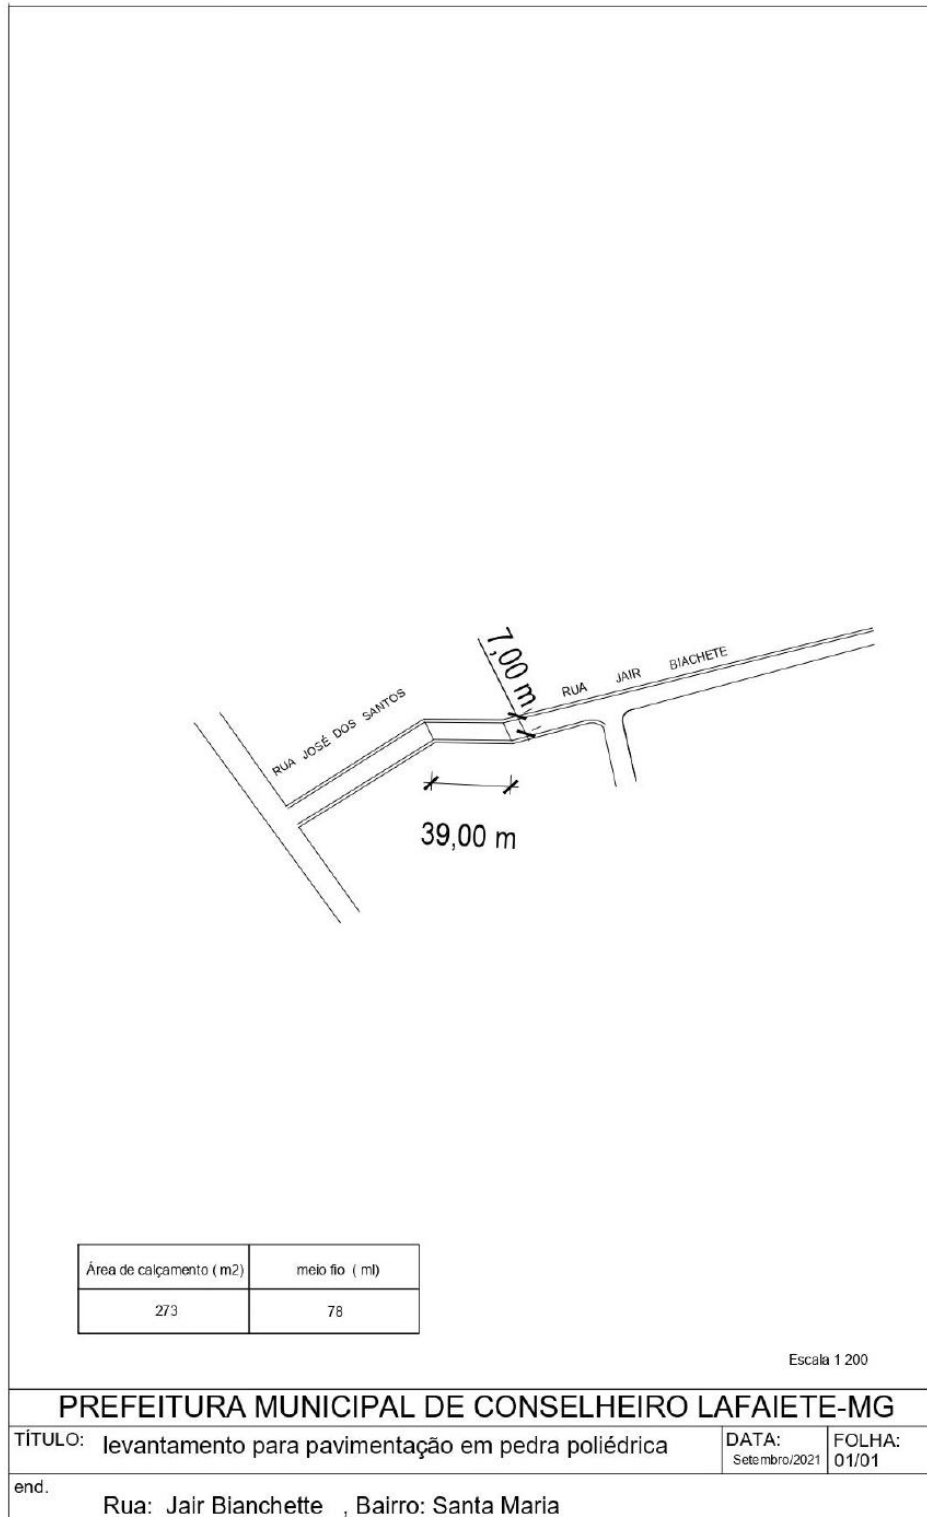 7,00 m
RUA JAIR BIACHETE
RUA JOSÉ DOS SANTOS
39,00 m
Área de calçamento ( m2) meio fio ( ml)
273 78
Escala 1 200
PREFEITURA MUNICIPAL DE CONSELHEIRO LAFAIETE-MG
TÍTULO: levantamento para pavimentação em pedra poliédrica DATA: FOLHA:
Setembro/2021 01/01
end.
Rua: Jair Bianchette , Bairro: Santa Maria